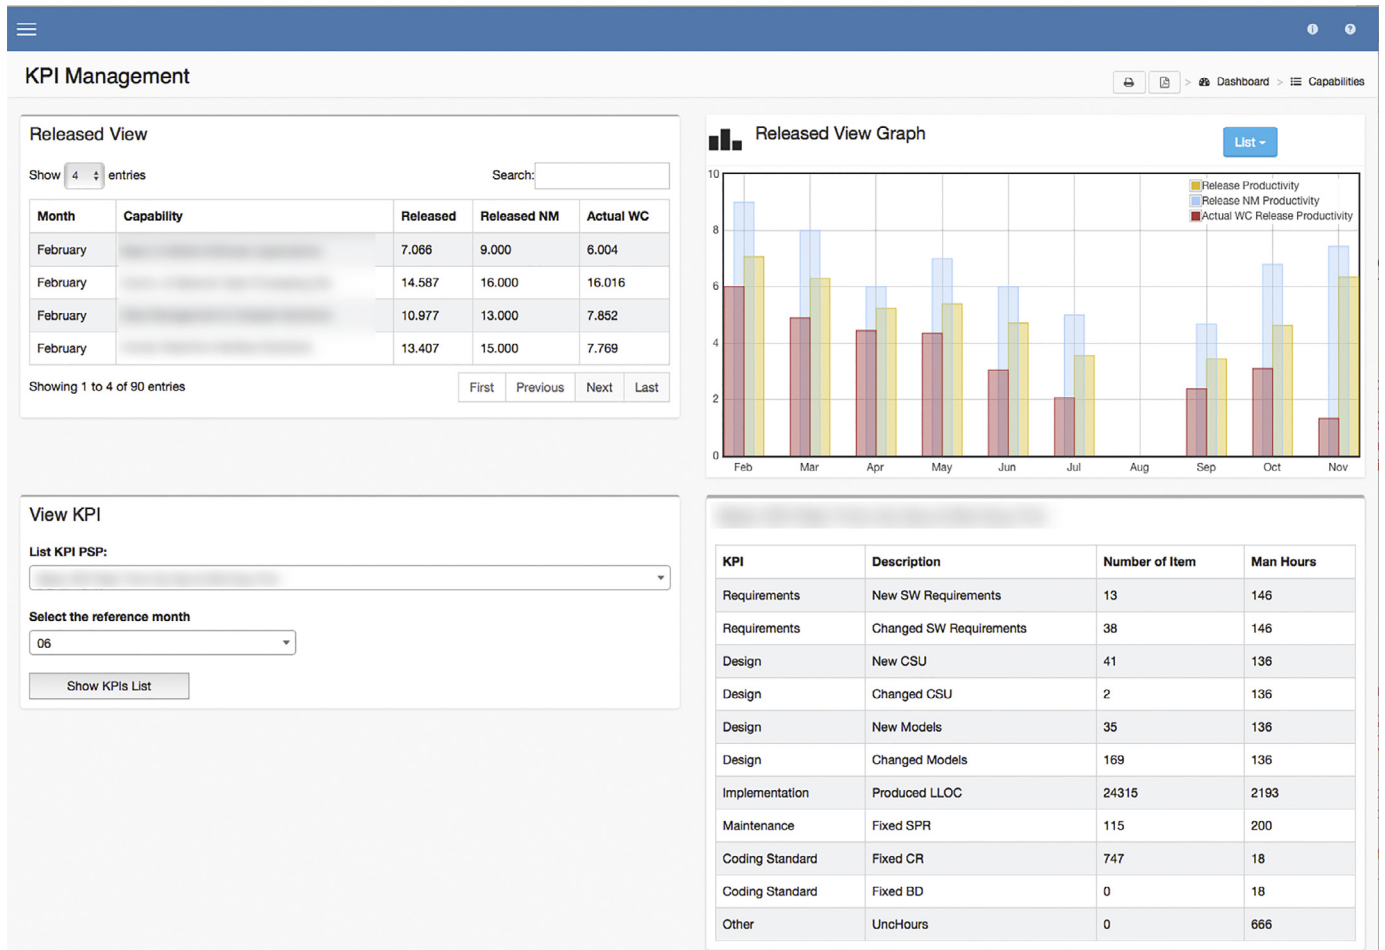 KPI Management
> Dashboard > Capabilities
Released View
Show 4 entries Search:
Month Capability Released Released NM Actual WC
February 7.066 9.000 6.004
February 14.587 16.000 16.016
February 10.977 13.000 7.852
February 13.407 15.000 7.769
Showing 1 to 4 of 90 entries First Previous Next Last
Released View Graph List
Release Productivity
Release NM Productivity
Actual WC Release Productivity
10
8
6
4
2
0
Feb Mar Apr May Jun Jul Aug Sep Oct Nov
View KPI
List KPI PSP:
Select the reference month
06
Show KPIs List
KPI Description Number of Item Man Hours
Requirements New SW Requirements 13 146
Requirements Changed SW Requirements 38 146
Design New CSU 41 136
Design Changed CSU 2 136
Design New Models 35 136
Design Changed Models 169 136
Implementation Produced LLOC 24315 2193
Maintenance Fixed SPR 115 200
Coding Standard Fixed CR 747 18
Coding Standard Fixed BD 0 18
Other UncHours 0 666